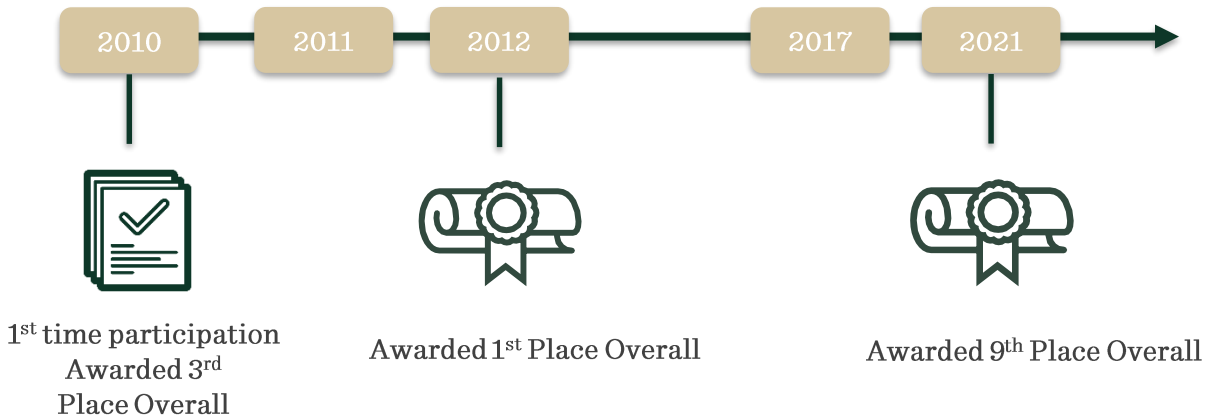 2010
2011
2012
2017
2021
1st time participation
Awarded 3rd
Place Overall
Awarded 1st Place Overall
Awarded 9th Place Overall